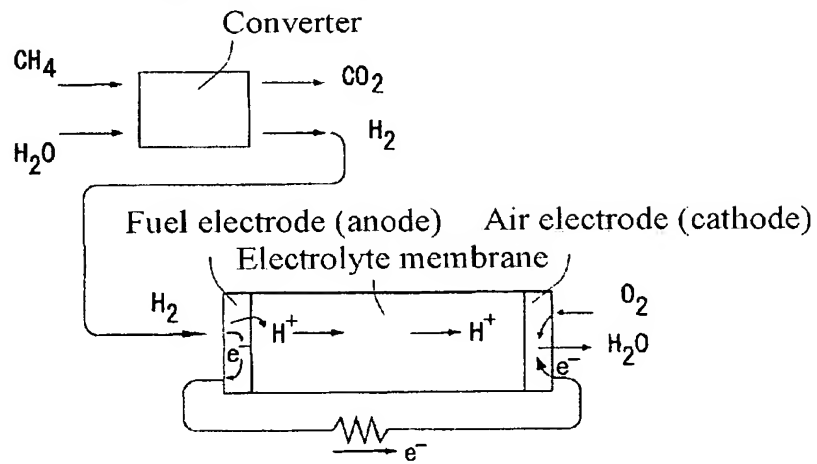 Converter
CH₄
CO₂
H₂O
H₂
Fuel electrode (anode) Air electrode (cathode)
Electrolyte membrane
H₂
H⁺
H⁺
O₂
e⁻
e⁻
H₂O
e⁻